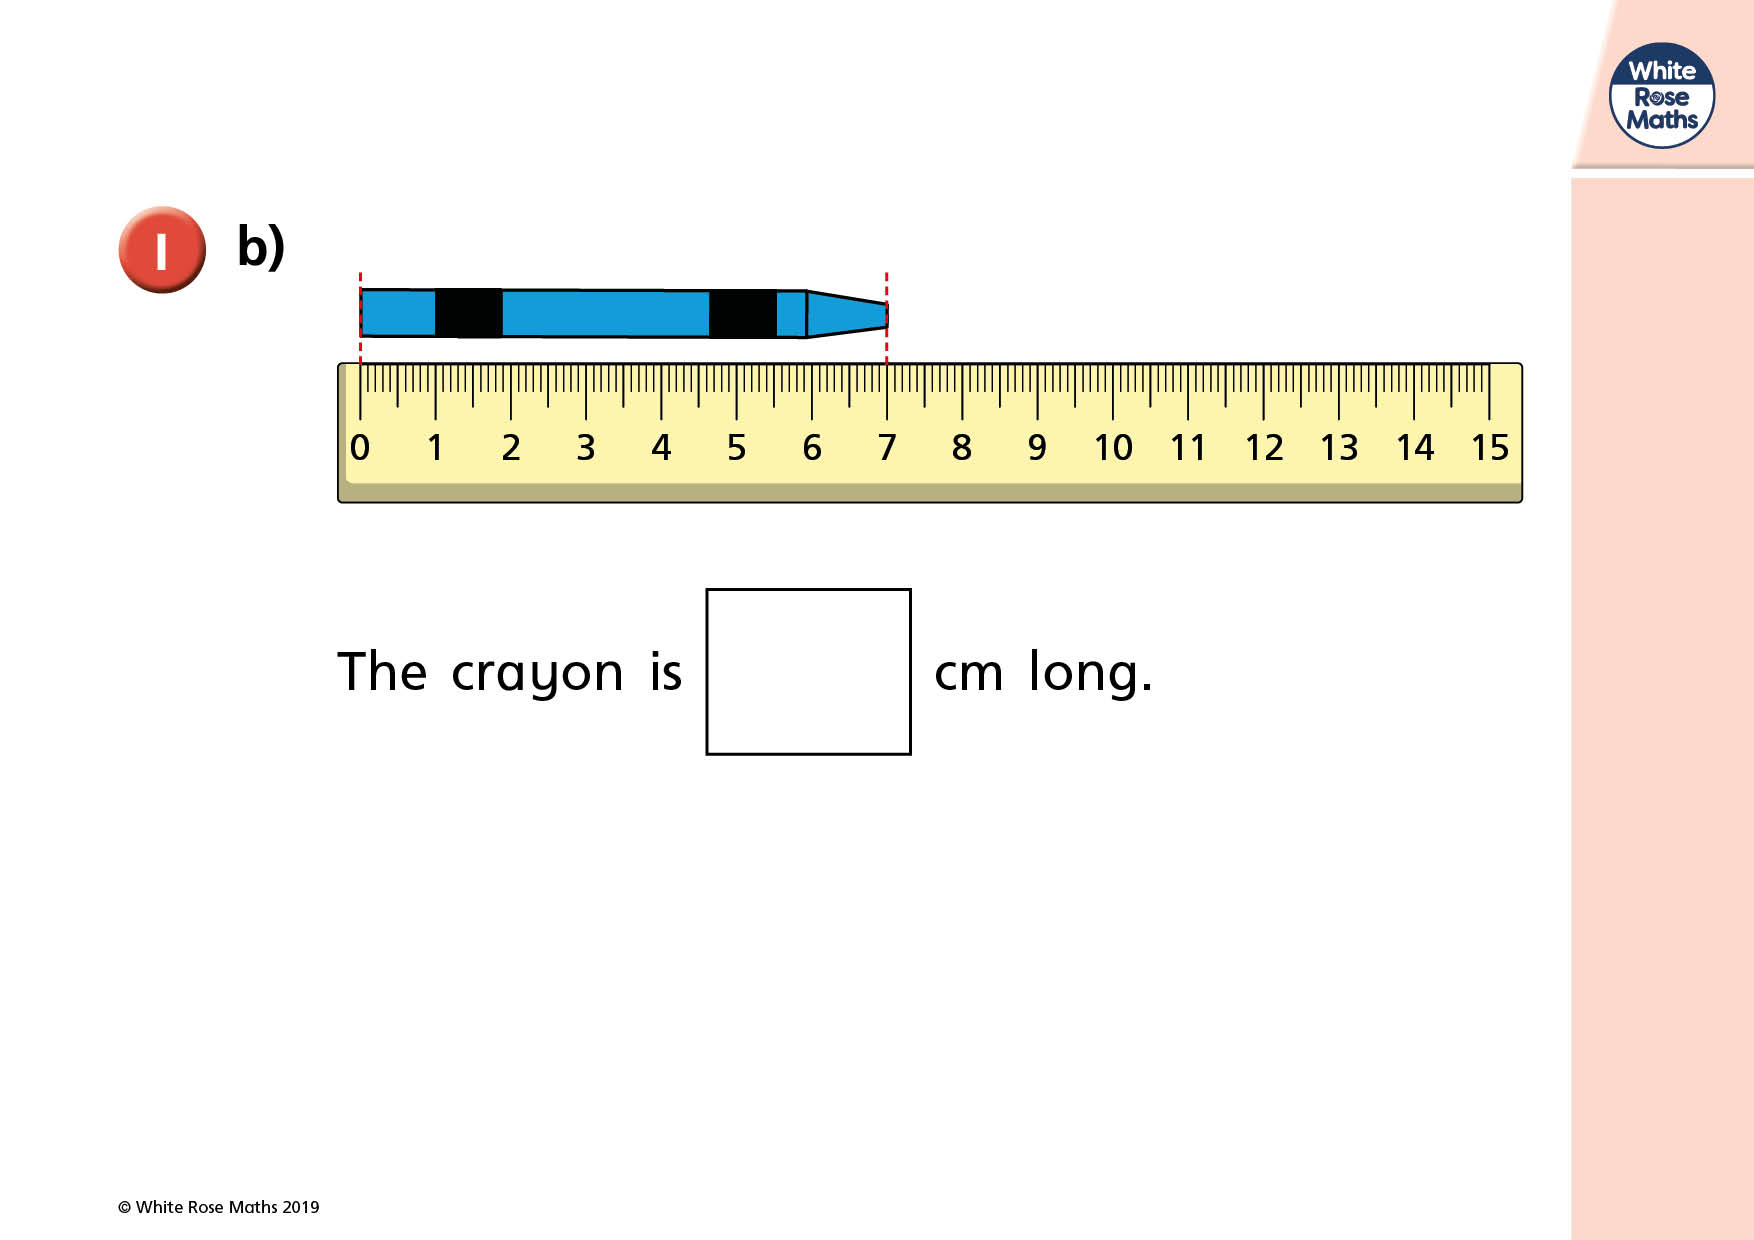 White
Rose
Maths
1 b)
0 1 2 3 4 5 6 7 8 9 10 11 12 13 14 15
The crayon is cm long.
© White Rose Maths 2019